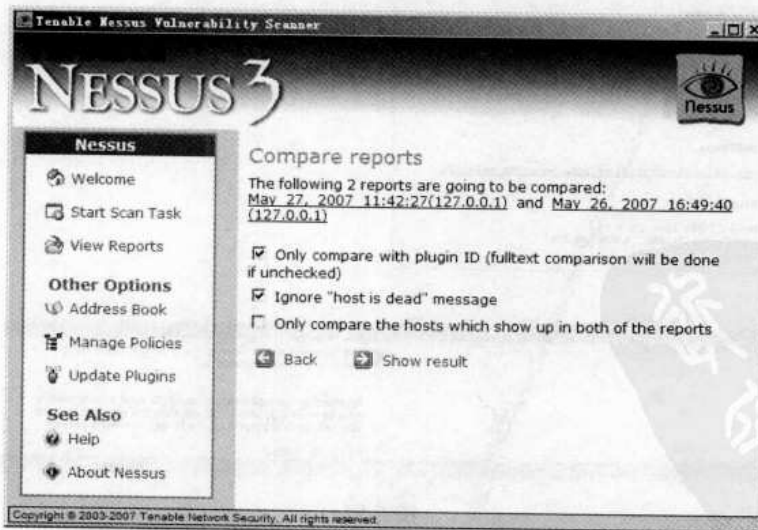 Tenable Nessus Vulnerability Scanner
NESSUS 3
Nessus
Nessus
Welcome
Start Scan Task
View Reports
Other Options
Address Book
Manage Policies
Update Plugins
See Also
Help
About Nessus
Compare reports
The following 2 reports are going to be compared:
May 27, 2007 11:42:27(127.0.0.1) and May 26, 2007 16:49:40
(127.0.0.1)
Only compare with plugin ID (fulltext comparison will be done
if unchecked)
Ignore "host is dead" message
Only compare the hosts which show up in both of the reports
Back
Show result
Copyright © 2003-2007 Tenable Network Security. All rights reserved.